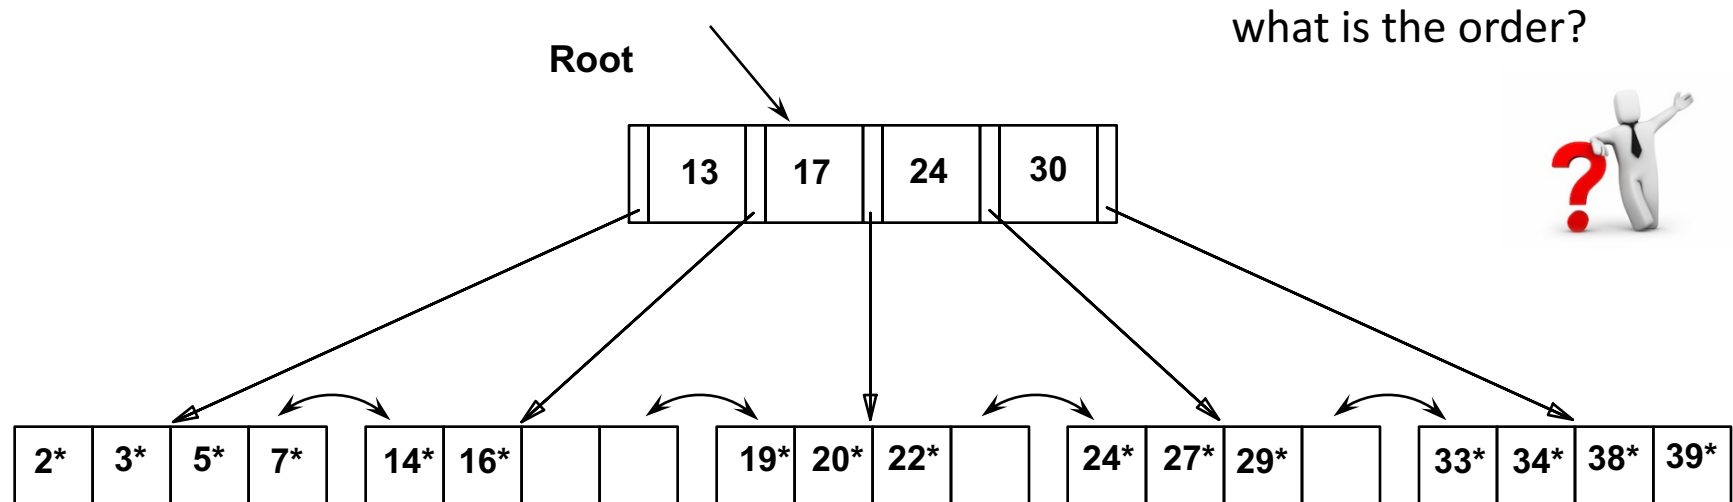 what is the order?
Root
13 17 24 30
2* 3* 5* 7* 14* 16* 19* 20* 22* 24* 27* 29* 33* 34* 38* 39*